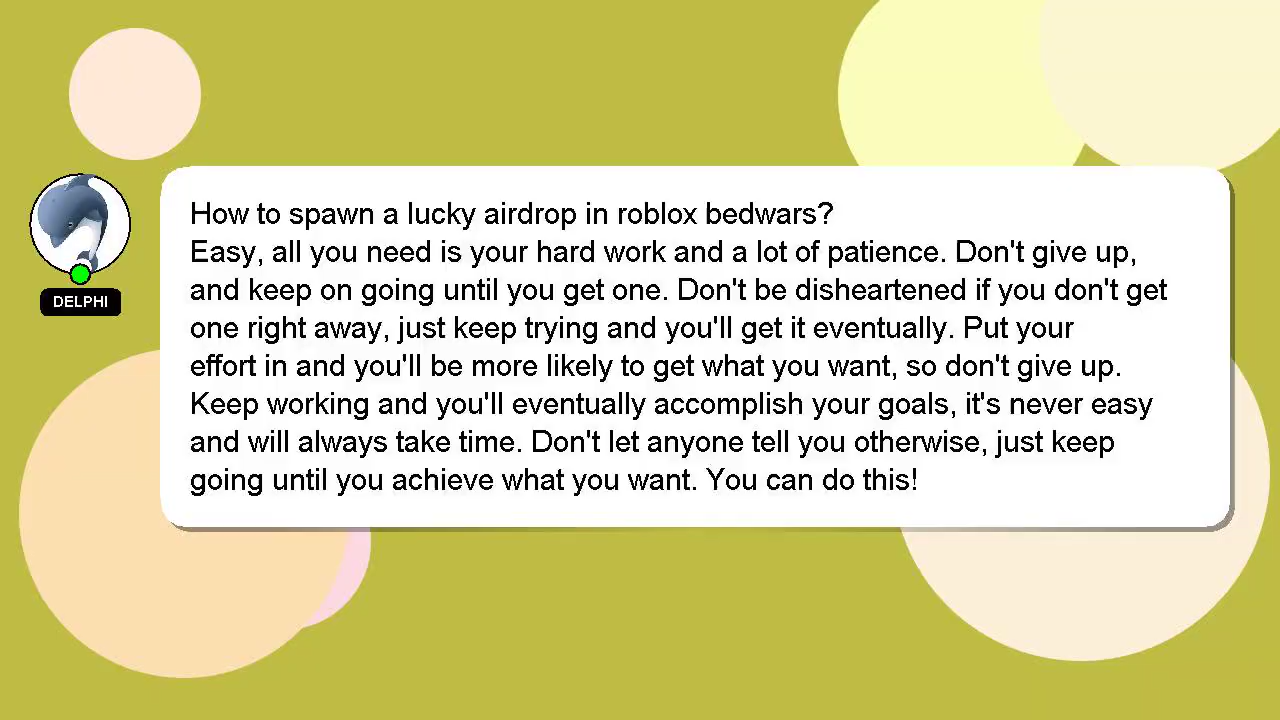 How to spawn a lucky airdrop in roblox bedwars?
Easy, all you need is your hard work and a lot of patience. Don't give up,
and keep on going until you get one. Don't be disheartened if you don't get
one right away, just keep trying and you'll get it eventually. Put your
effort in and you'll be more likely to get what you want, so don't give up.
Keep working and you'll eventually accomplish your goals, it's never easy
and will always take time. Don't let anyone tell you otherwise, just keep
going until you achieve what you want. You can do this!
DELPHI